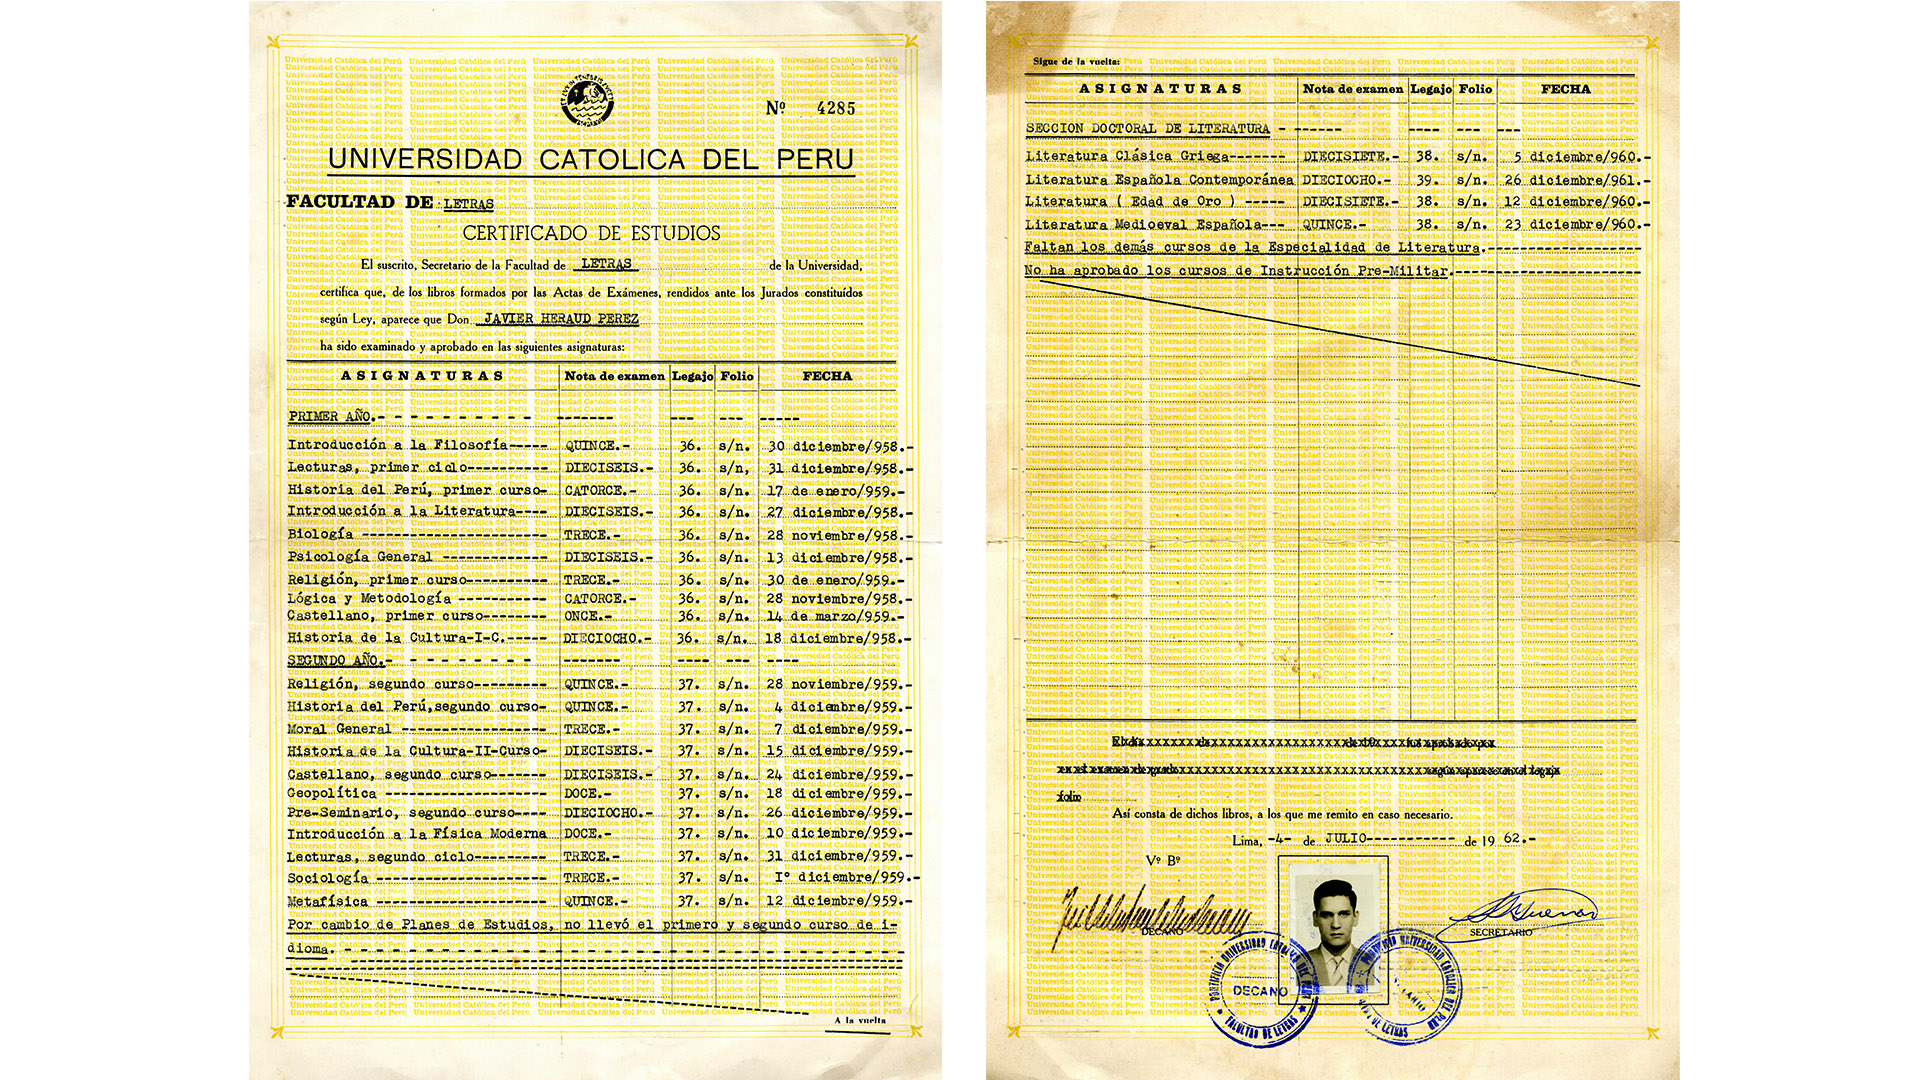 Nº 4285
UNIVERSIDAD CATOLICA DEL PERU
FACULTAD DE LETRAS
CERTIFICADO DE ESTUDIOS
El suscrito, Secretario de la Facultad de LETRAS de la Universidad,
certifica que, de los libros formados por las Actas de Exámenes, rendidos ante los Jurados constituídos
según Ley, aparece que Don JAVIER HERAUD PEREZ
ha sido examinado y aprobado en las siguientes asignaturas:
ASIGNATURAS Nota de examen Legajo Folio FECHA
PRIMER AÑO.- - - - - - - - - - ------- --- --- -----
Introducción a la Filosofía----- QUINCE.- 36. s/n. 30 diciembre/958.-
Lecturas, primer ciclo---------- DIECISEIS.- 36. s/n, 31 diciembre/958.-
Historia del Perú, primer curso- CATORCE.- 36. s/n. 17 de enero/959.-
Introducción a la Literatura---- DIECISEIS.- 36. s/n. 27 diciembre/958.-
Biología ----------------------- TRECE.- 36. s/n. 28 noviembre/958.-
Psicología General ------------- DIECISEIS.- 36. s/n. 13 diciembre/958.-
Religión, primer curso---------- TRECE.- 36. s/n. 30 de enero/959.-
Lógica y Metodología ----------- CATORCE.- 36. s/n. 28 noviembre/958.-
Castellano, primer curso-------- ONCE.- 36. s/n. 14 de marzo/959.-
Historia de la Cultura-I-C.----- DIECIOCHO.- 36. s/n. 18 diciembre/958.-
SEGUNDO AÑO.- - - - - - - - - ------- ---- --- ----
Religión, segundo curso--------- QUINCE.- 37. s/n. 28 noviembre/959.-
Historia del Perú,segundo curso- QUINCE.- 37. s/n. 4 diciembre/959.-
Moral General ------------------ TRECE.- 37. s/n. 7 diciembre/959.-
Historia de la Cultura-II-Curso- DIECISEIS.- 37. s/n. 15 diciembre/959.-
Castellano, segundo curso------- DIECISEIS.- 37. s/n. 24 diciembre/959.-
Geopolítica -------------------- DOCE.- 37. s/n. 18 diciembre/959.-
Pre-Seminario, segundo curso---- DIECIOCHO.- 37. s/n. 26 diciembre/959.-
Introducción a la Física Moderna DOCE.- 37. s/n. 10 diciembre/959.-
Lecturas, segundo ciclo--------- TRECE.- 37. s/n. 31 diciembre/959.-
Sociología --------------------- TRECE.- 37. s/n. Iº diciembre/959.-
Metafísica --------------------- QUINCE.- 37. s/n. 12 diciembre/959.-
Por cambio de Planes de Estudios, no llevó el primero y segundo curso de i-
dioma.
A la vuelta
Sigue de la vuelta:
ASIGNATURAS Nota de examen Legajo Folio FECHA
SECCION DOCTORAL DE LITERATURA - ------ ---- --- ---
Literatura Clásica Griega------- DIECISIETE.- 38. s/n. 5 diciembre/960.-
Literatura Española Contemporánea DIECIOCHO.- 39. s/n. 26 diciembre/961.-
Literatura ( Edad de Oro ) ----- DIECISIETE.- 38. s/n. 12 diciembre/960.-
Literatura Medioeval Española--- QUINCE.- 38. s/n. 23 diciembre/960.-
Faltan los demás cursos de la Especialidad de Literatura.-------------------
No ha aprobado los cursos de Instrucción Pre-Militar.-----------------------
folio
Así consta de dichos libros, a los que me remito en caso necesario.
Lima, -4- de JULIO------------ de 19 62.-
Vº Bº
DECANO
SECRETARIO
PONTIFICIA UNIVERSIDAD CATOLICA DEL PERU
DECANO
FACULTAD DE LETRAS
PONTIFICIA UNIVERSIDAD CATOLICA DEL PERU
DE LETRAS